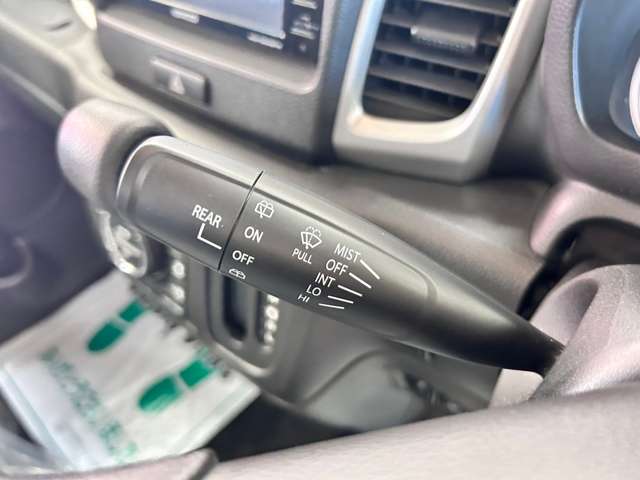 REAR
ON
OFF
PULL
MIST
OFF
INT
LO
HI